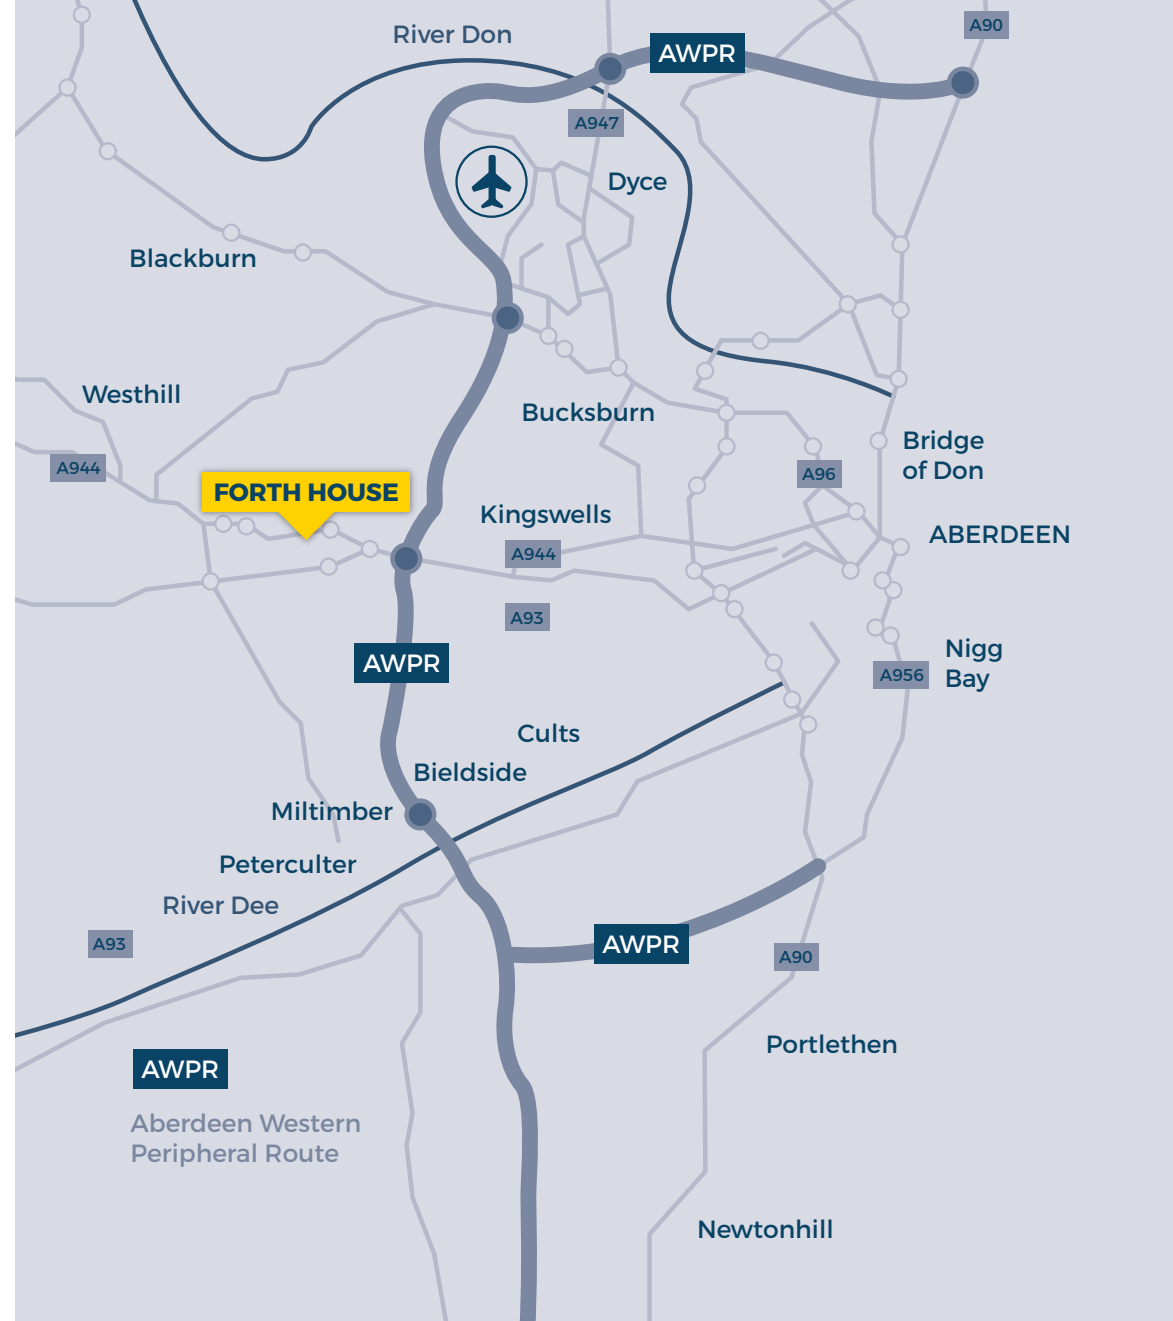 A90
River Don
AWPR
A947
Dyce
Blackburn
Westhill
Bucksburn
Bridge
of Don
A944
A96
FORTH HOUSE
Kingswells
ABERDEEN
A944
A93
Nigg
Bay
AWPR
A956
Cults
Bieldside
Miltimber
Peterculter
River Dee
A93
AWPR
A90
Portlethen
AWPR
Aberdeen Western
Peripheral Route
Newtonhill